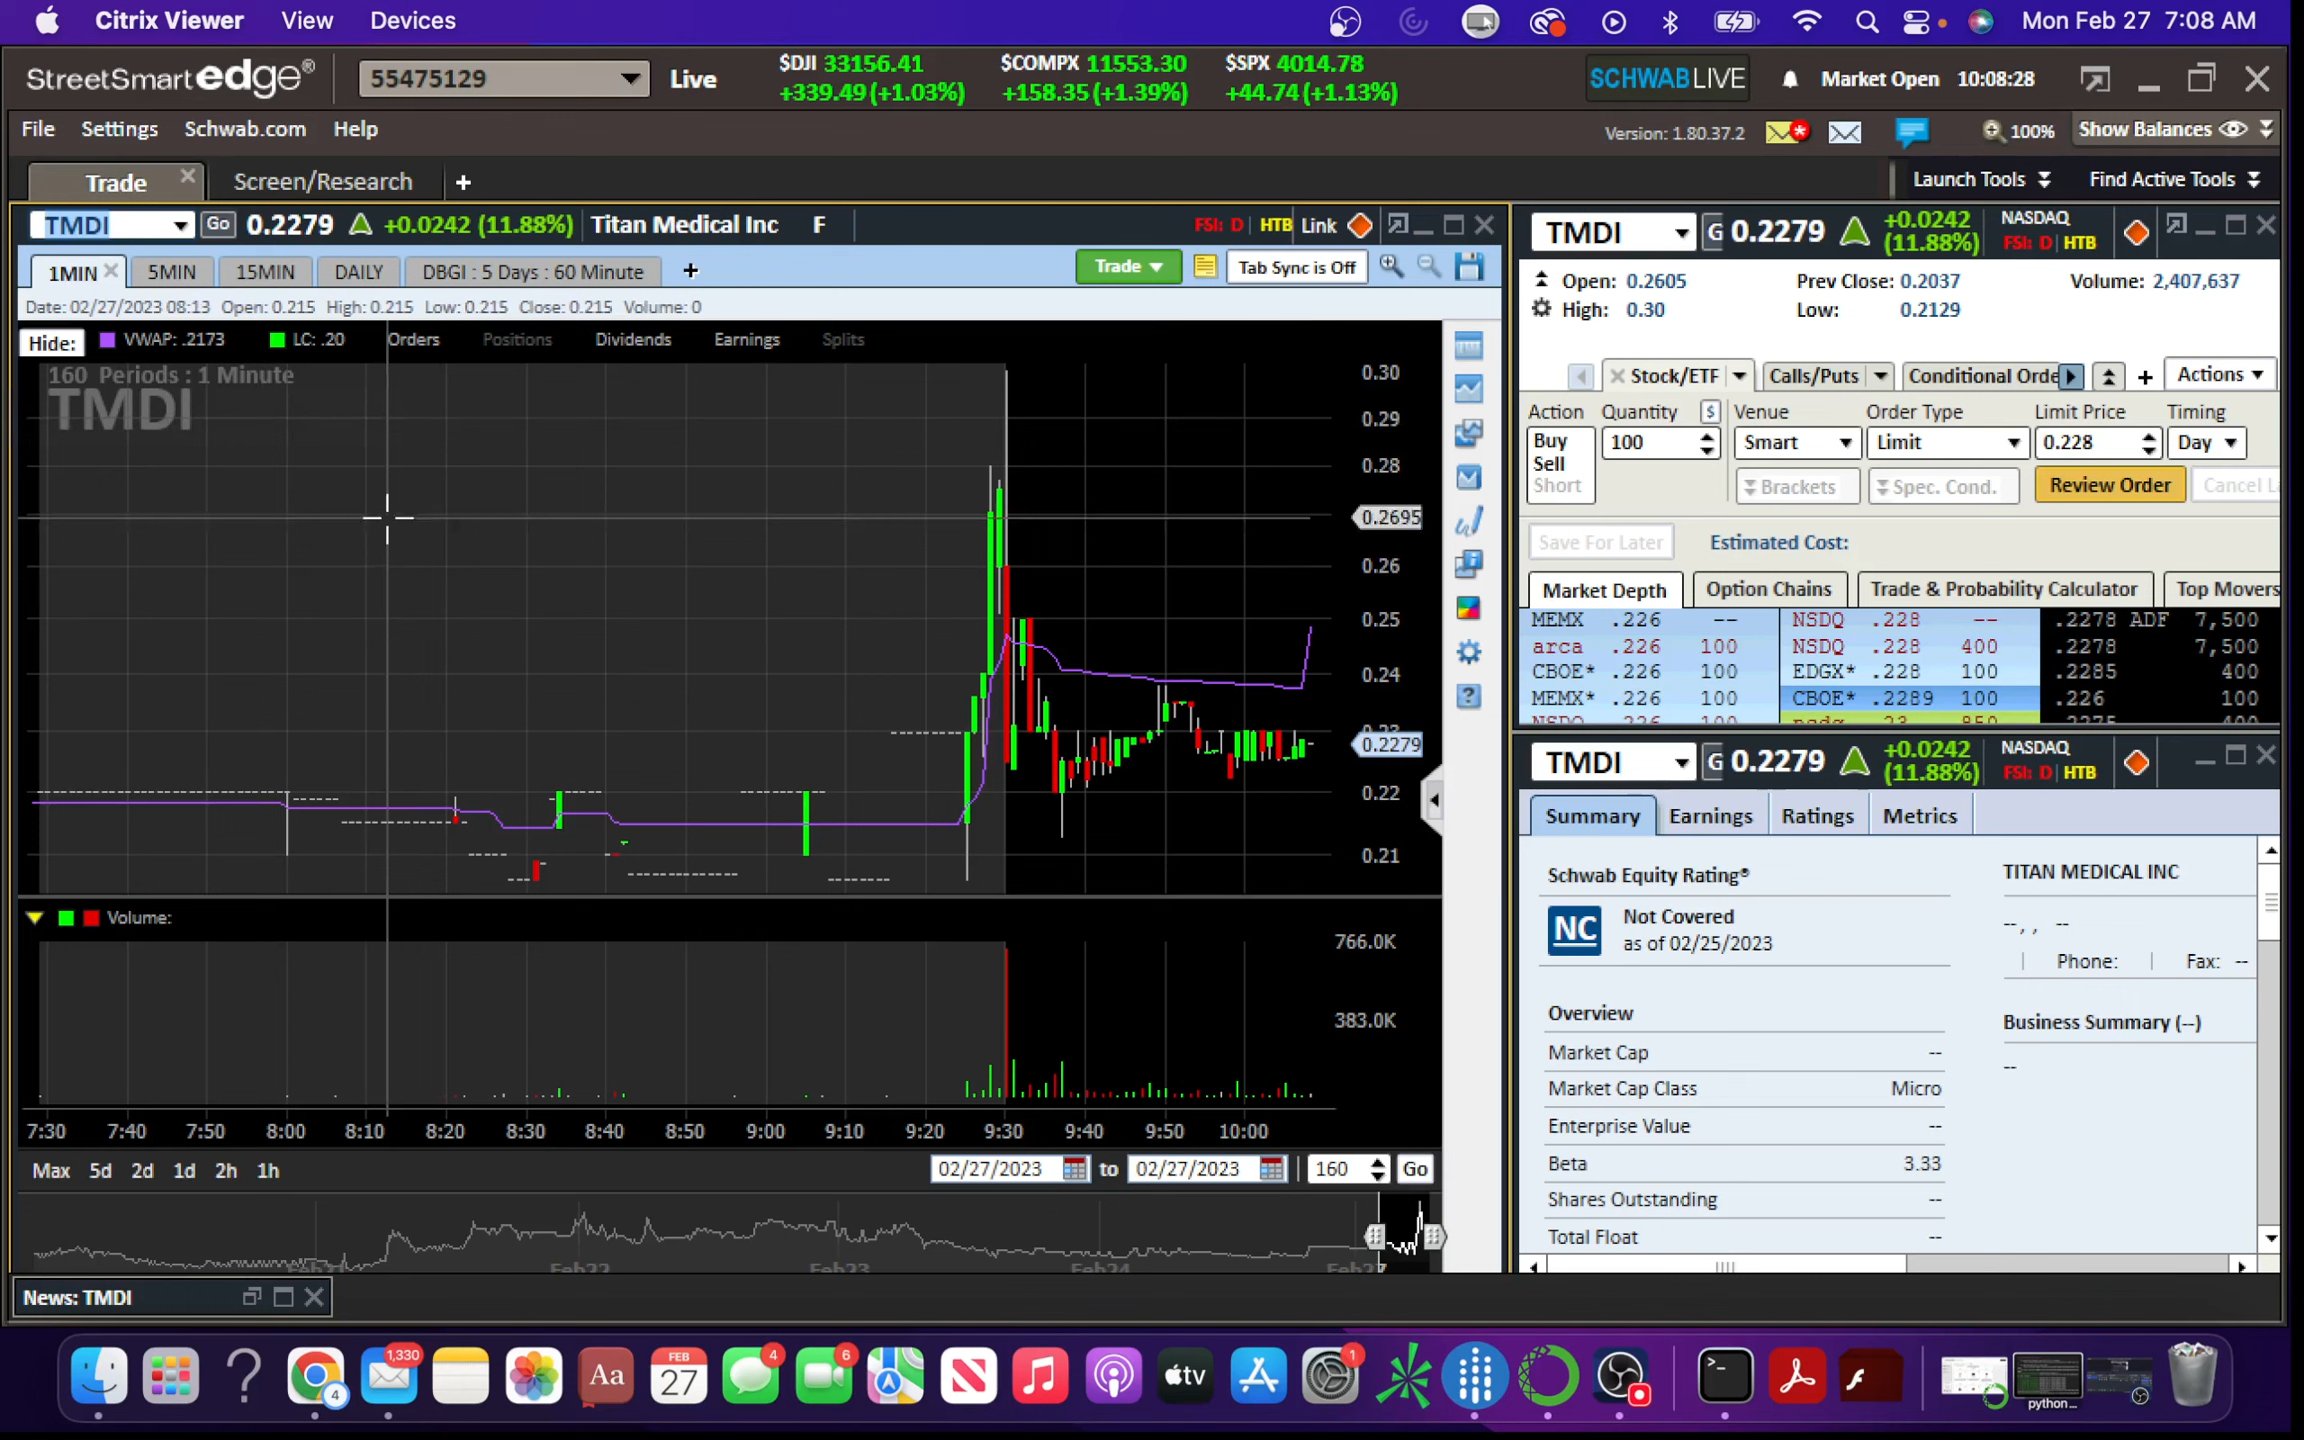 Citrix Viewer View Devices Mon Feb 27 7:08 AM
StreetSmart edge® 55475129 Live
$DJI 33156.41 $COMPX 11553.30 $SPX 4014.78
+339.49 (+1.03%) +158.35 (+1.39%) +44.74 (+1.13%)
SCHWABLIVE Market Open 10:08:28
File Settings Schwab.com Help Version: 1.80.37.2 100% Show Balances
Trade Screen/Research + Launch Tools Find Active Tools
TMDI Go 0.2279 +0.0242 (11.88%) Titan Medical Inc F FSI: D HTB Link
1MIN 5MIN 15MIN DAILY DBGI : 5 Days : 60 Minute + Trade Tab Sync is Off
Date: 02/27/2023 08:13 Open: 0.215 High: 0.215 Low: 0.215 Close: 0.215 Volume: 0
Hide: VWAP: .2173 LC: .20 Orders Positions Dividends Earnings Splits
160 Periods : 1 Minute
TMDI
0.30
0.29
0.28
0.2695
0.26
0.25
0.24
0.2279
0.22
0.21
Volume:
766.0K
383.0K
7:30 7:40 7:50 8:00 8:10 8:20 8:30 8:40 8:50 9:00 9:10 9:20 9:30 9:40 9:50 10:00
Max 5d 2d 1d 2h 1h 02/27/2023 to 02/27/2023 160 Go
Feb22 Feb23 Feb24
News: TMDI
TMDI G 0.2279 +0.0242 NASDAQ
(11.88%) FSI: D HTB
Open: 0.2605 Prev Close: 0.2037 Volume: 2,407,637
High: 0.30 Low: 0.2129
Stock/ETF Calls/Puts Conditional Orde + Actions
Action Quantity $ Venue Order Type Limit Price Timing
Buy 100 Smart Limit 0.228 Day
Sell
Short Brackets Spec. Cond. Review Order Cancel
Save For Later Estimated Cost:
Market Depth Option Chains Trade & Probability Calculator Top Movers
MEMX .226 -- NSDQ .228 -- .2278 ADF 7,500
arca .226 100 NSDQ .228 400 .2278 7,500
CBOE* .226 100 EDGX* .228 100 .2285 400
MEMX* .226 100 CBOE* .2289 100 .226 100
TMDI G 0.2279 +0.0242 NASDAQ
(11.88%) FSI: D HTB
Summary Earnings Ratings Metrics
Schwab Equity Rating®
NC Not Covered
as of 02/25/2023
Overview
Market Cap --
Market Cap Class Micro
Enterprise Value --
Beta 3.33
Shares Outstanding --
Total Float --
TITAN MEDICAL INC
--, , --
Phone: Fax: --
Business Summary (--)
--
4 1,330 Aa FEB 27 4 6 tv 1 python...